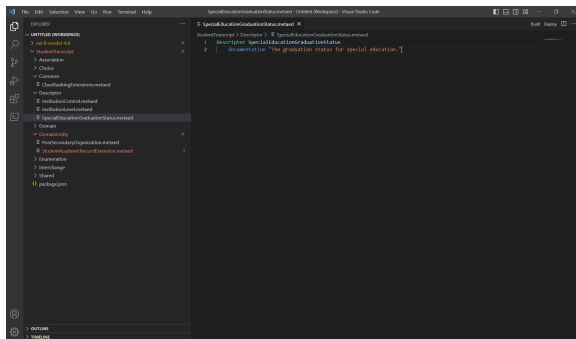 File Edit Selection View Go Run Terminal Help
SpecialEducationGraduationStatus.metaed - Untitled (Workspace) - Visual Studio Code
EXPLORER
UNTITLED (WORKSPACE)
ed-fi-model-4.0
StudentTranscript
Association
Choice
Common
ClassRankingExtensions.metaed
Descriptor
InstitutionControl.metaed
InstitutionLevel.metaed
SpecialEducationGraduationStatus.metaed
Domain
DomainEntity
PostSecondaryOrganization.metaed
StudentAcademicRecordExtension.metaed 1
Enumeration
Interchange
Shared
package.json
OUTLINE
TIMELINE
SpecialEducationGraduationStatus.metaed
Build Deploy
StudentTranscript > Descriptor > SpecialEducationGraduationStatus.metaed
1 Descriptor SpecialEducationGraduationStatus
2 documentation "The graduation status for special education."